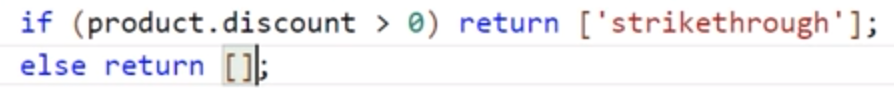 if (product.discount > 0) return ['strikethrough'];
else return [];